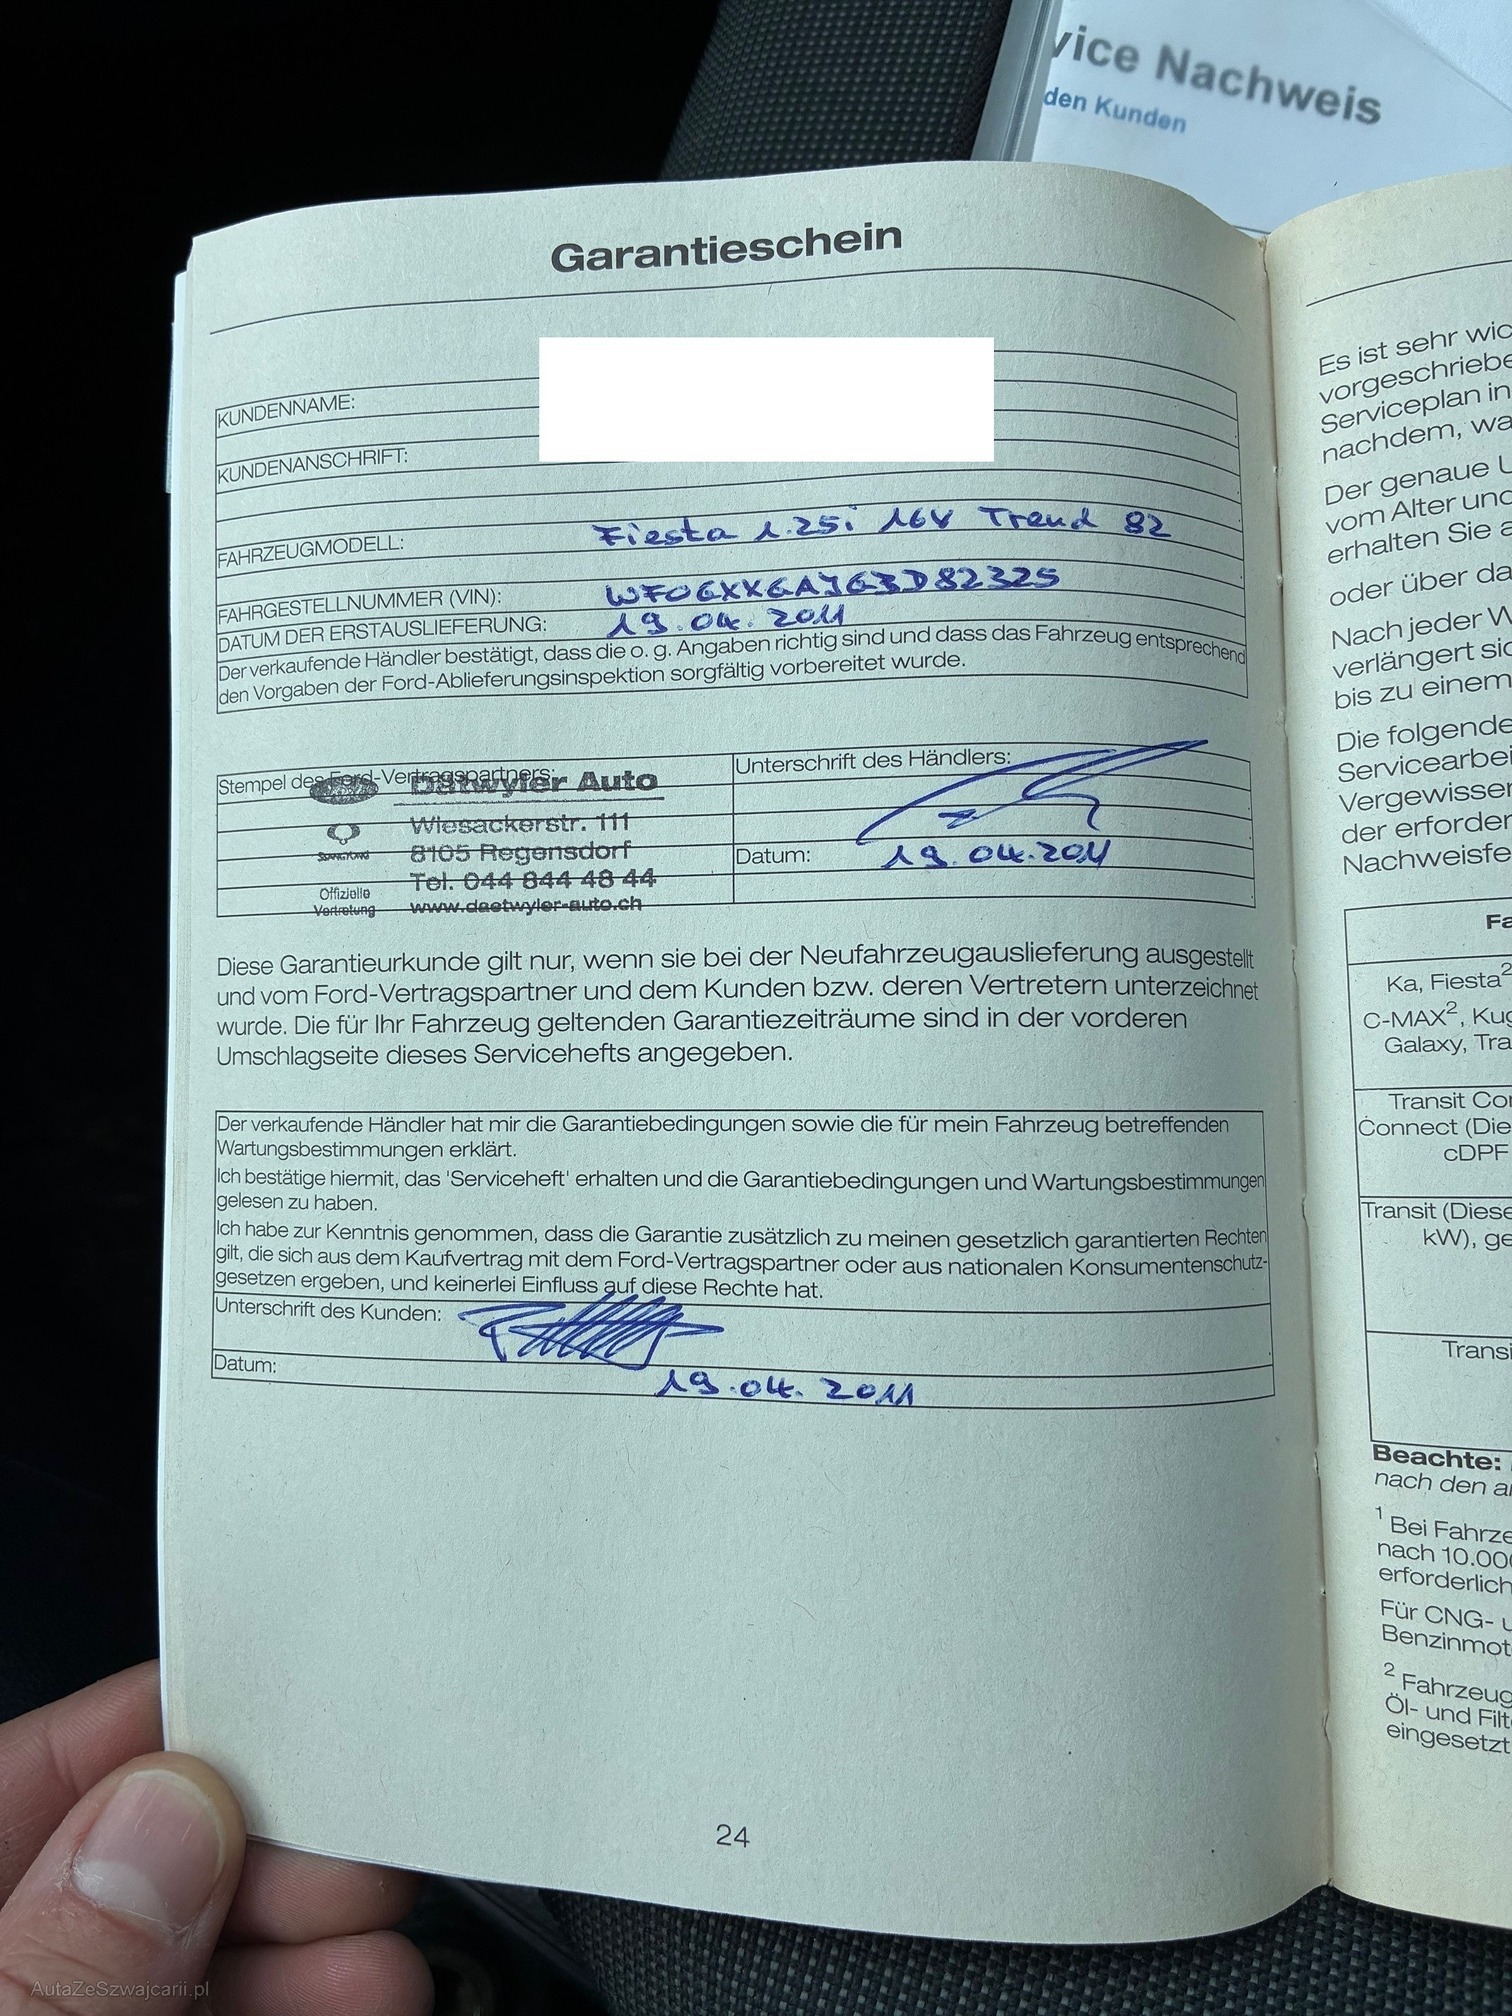 vice Nachweis
den Kunden
Garantieschein
KUNDENNAME:
KUNDENANSCHRIFT:
FAHRZEUGMODELL: Fiesta 1.25i 16V Trend 82
FAHRGESTELLNUMMER (VIN): WF0GXXGAJGBD82325
DATUM DER ERSTAUSLIEFERUNG: 19.04.2011
Der verkaufende Händler bestätigt, dass die o. g. Angaben richtig sind und dass das Fahrzeug entsprechend
den Vorgaben der Ford-Ablieferungsinspektion sorgfältig vorbereitet wurde.
Stempel des Ford-Vertragspartners:
Dätwyler Auto
Wiesackerstr. 111
SSANGYONG
8105 Regensdorf
Tel. 044 844 48 44
Offizielle
Vertretung
www.daetwyler-auto.ch
Unterschrift des Händlers:
Datum: 19.04.2011
Diese Garantieurkunde gilt nur, wenn sie bei der Neufahrzeugauslieferung ausgestellt
und vom Ford-Vertragspartner und dem Kunden bzw. deren Vertretern unterzeichnet
wurde. Die für Ihr Fahrzeug geltenden Garantiezeiträume sind in der vorderen
Umschlagseite dieses Servicehefts angegeben.
Der verkaufende Händler hat mir die Garantiebedingungen sowie die für mein Fahrzeug betreffenden
Wartungsbestimmungen erklärt.
Ich bestätige hiermit, das 'Serviceheft' erhalten und die Garantiebedingungen und Wartungsbestimmungen
gelesen zu haben.
Ich habe zur Kenntnis genommen, dass die Garantie zusätzlich zu meinen gesetzlich garantierten Rechten
gilt, die sich aus dem Kaufvertrag mit dem Ford-Vertragspartner oder aus nationalen Konsumentenschutz-
gesetzen ergeben, und keinerlei Einfluss auf diese Rechte hat.
Unterschrift des Kunden:
Datum: 19.04.2011
24
Es ist sehr wic
vorgeschriebe
Serviceplan in
nachdem, wa
Der genaue U
vom Alter und
erhalten Sie a
oder über da
Nach jeder W
verlängert sic
bis zu einem
Die folgende
Servicearbei
Vergewisser
der erforder
Nachweisfe
Fa
Ka, Fiesta2
C-MAX2, Kug
Galaxy, Tra
Transit Co
Connect (Die
cDPF
Transit (Diese
kW), ge
Transi
Beachte:
nach den a
1 Bei Fahrze
nach 10.000
erforderlich
Für CNG- u
Benzinmot
2 Fahrzeug
Öl- und Filt
eingesetzt
AutaZeSzwajcarii.pl